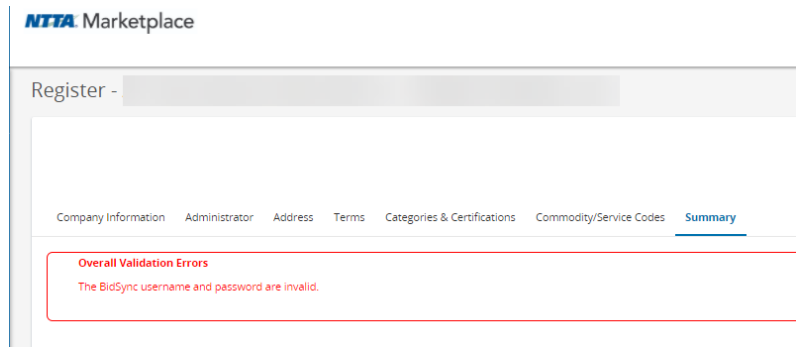 NTTA. Marketplace
Register -
Company Information Administrator Address Terms Categories & Certifications Commodity/Service Codes Summary
Overall Validation Errors
The BidSync username and password are invalid.